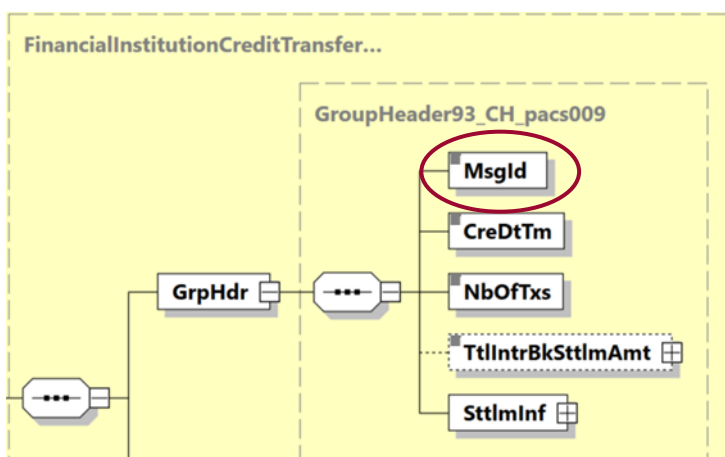 FinancialInstitutionCreditTransfer...
GroupHeader93_CH_pacs009
MsgId
CreDtTm
GrpHdr
NbOfTxs
TtlIntrBkSttlmAmt
SttlmInf